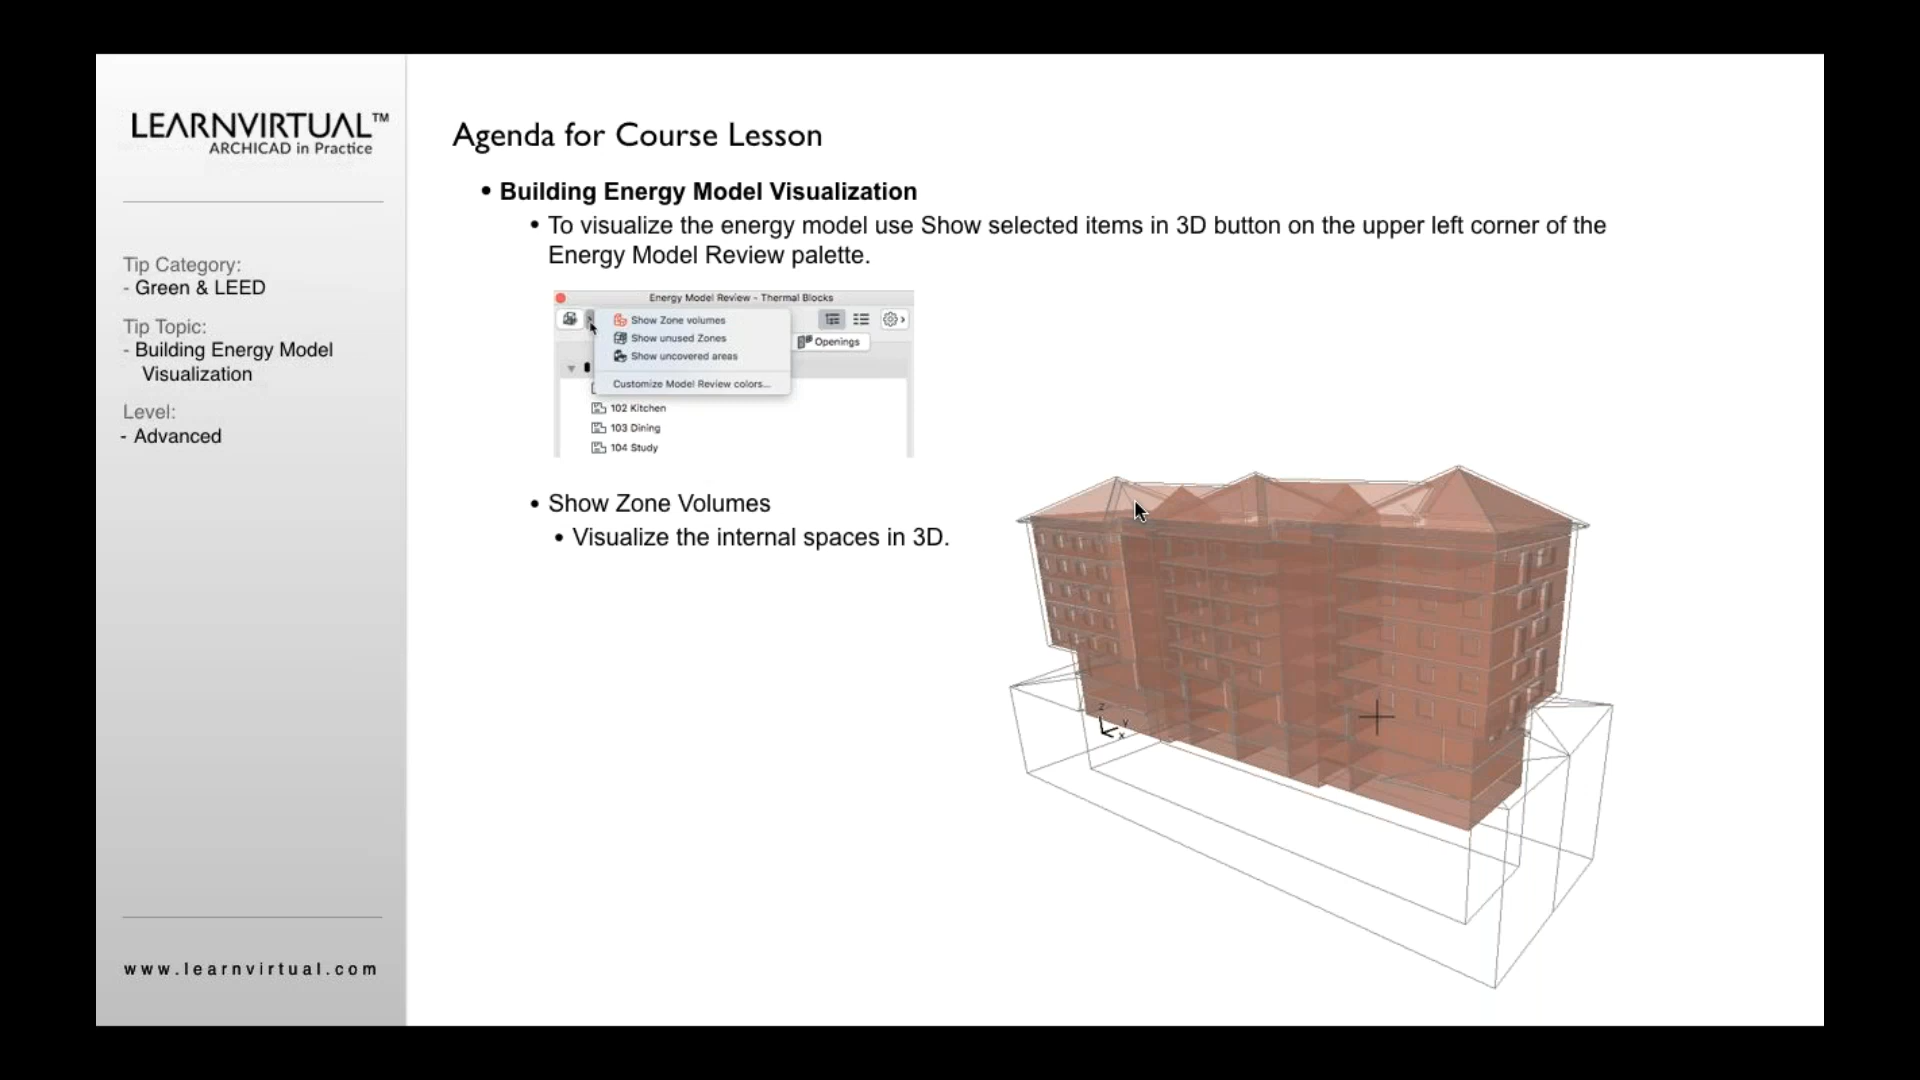 LEARNVIRTUAL™
ARCHICAD in Practice
Tip Category:
- Green & LEED
Tip Topic:
- Building Energy Model
Visualization
Level:
- Advanced
www.learnvirtual.com
Agenda for Course Lesson
• Building Energy Model Visualization
• To visualize the energy model use Show selected items in 3D button on the upper left corner of the
Energy Model Review palette.
Energy Model Review - Thermal Blocks
Show Zone volumes
Show unused Zones
Show uncovered areas
Customize Model Review colors...
Openings
102 Kitchen
103 Dining
104 Study
• Show Zone Volumes
• Visualize the internal spaces in 3D.
Z
Y
X